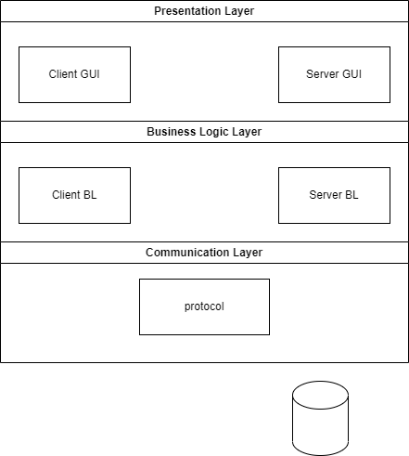 Presentation Layer
Client GUI
Server GUI
Business Logic Layer
Client BL
Server BL
Communication Layer
protocol